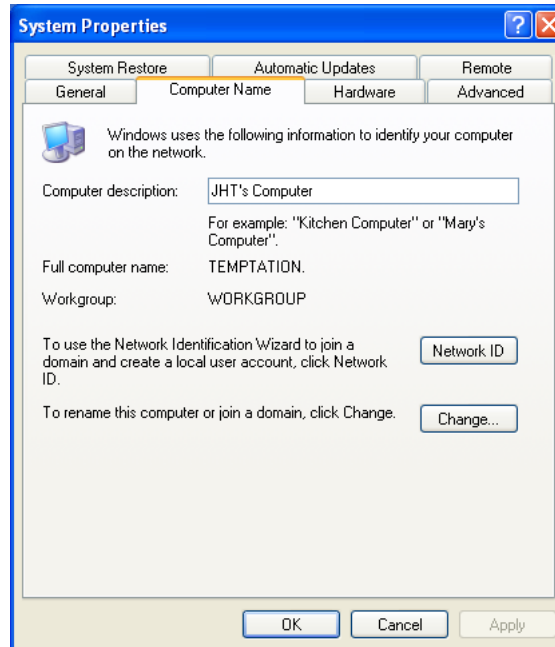 System Properties
System Restore
Automatic Updates
Remote
General
Computer Name
Hardware
Advanced
Windows uses the following information to identify your computer
on the network.
Computer description:
JHT's Computer
For example: "Kitchen Computer" or "Mary's
Computer".
Full computer name:
TEMPTATION.
Workgroup:
WORKGROUP
To use the Network Identification Wizard to join a
domain and create a local user account, click Network
ID.
Network ID
To rename this computer or join a domain, click Change.
Change...
OK
Cancel
Apply